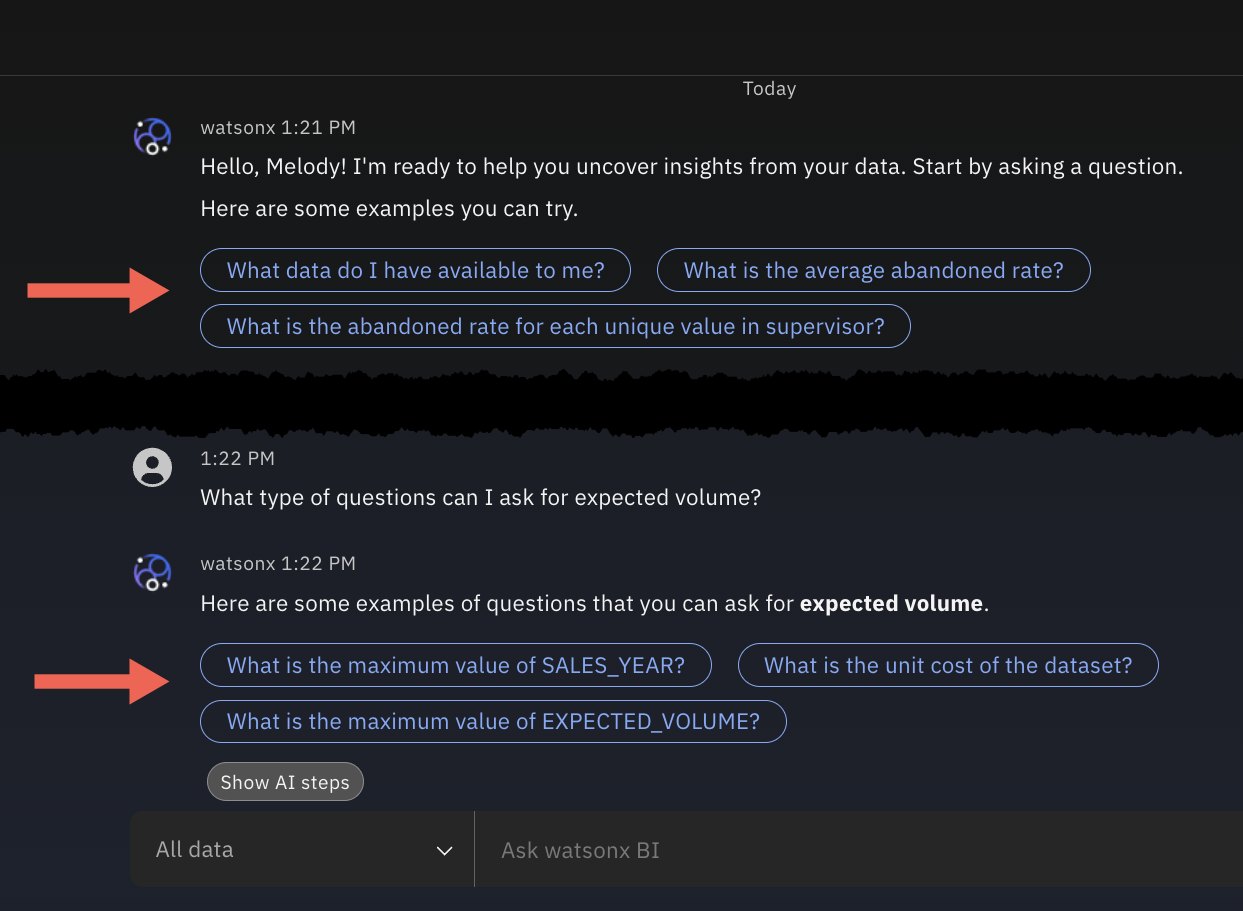 Today
watsonx 1:21 PM
Hello, Melody! I'm ready to help you uncover insights from your data. Start by asking a question.
Here are some examples you can try.
What data do I have available to me? What is the average abandoned rate?
What is the abandoned rate for each unique value in supervisor?
1:22 PM
What type of questions can I ask for expected volume?
watsonx 1:22 PM
Here are some examples of questions that you can ask for expected volume.
What is the maximum value of SALES_YEAR? What is the unit cost of the dataset?
What is the maximum value of EXPECTED_VOLUME?
Show AI steps
All data Ask watsonx BI